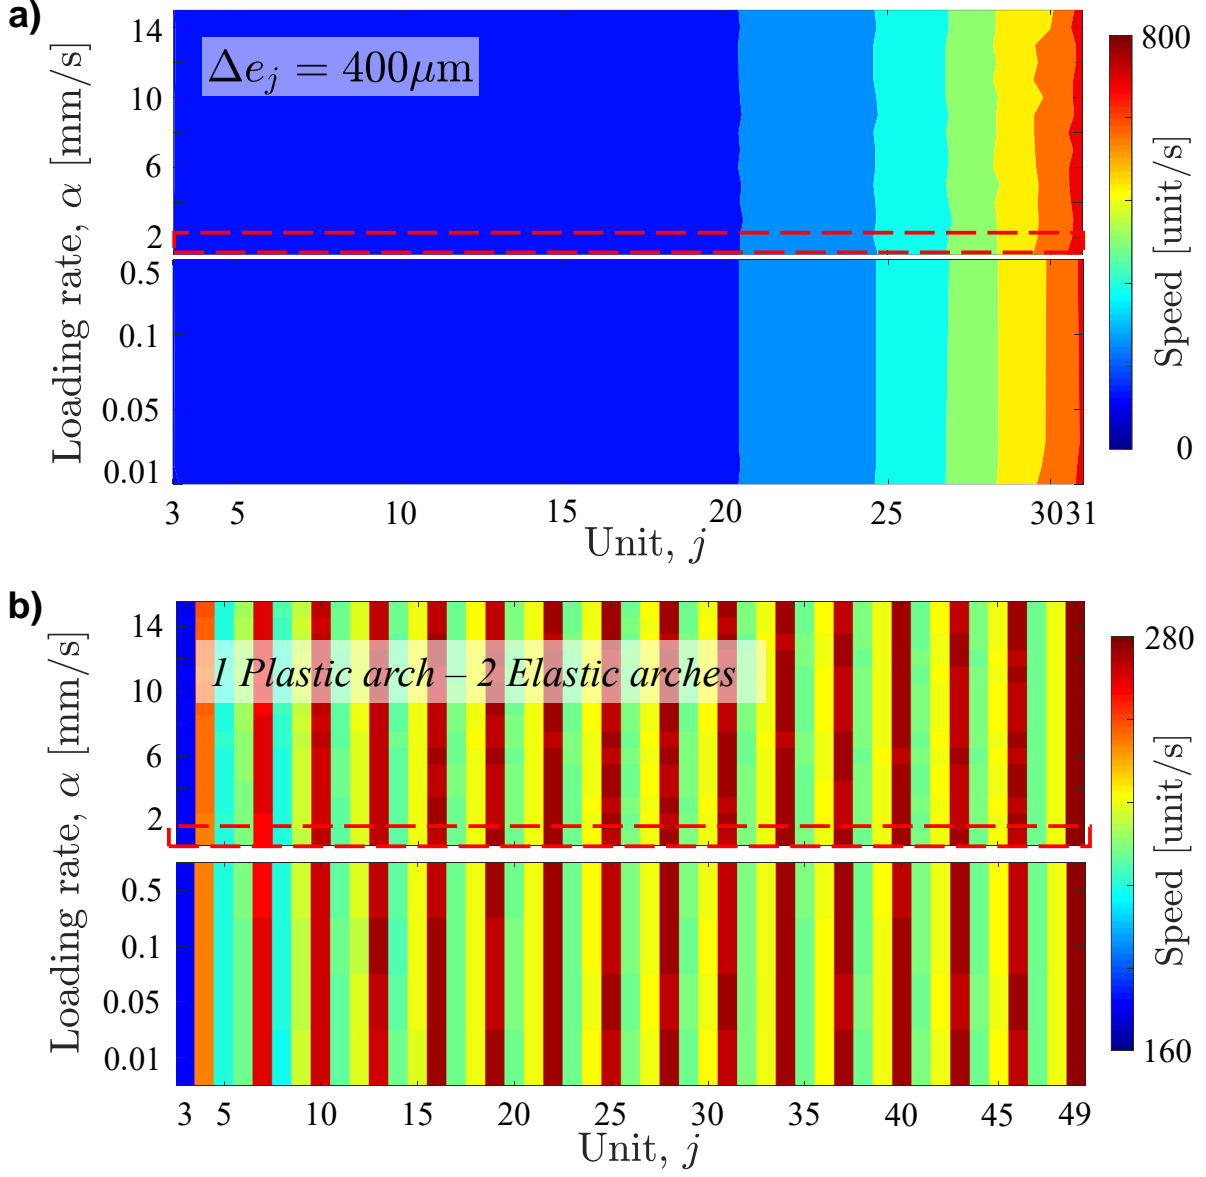 a)
Loading rate, α [mm/s]
14
10
6
2
0.5
0.1
0.05
0.01
Δeⱼ = 400μm
3 5 10 15 20 25 30 31
Unit, j
800
0
Speed [unit/s]
b)
Loading rate, α [mm/s]
14
10
6
2
0.5
0.1
0.05
0.01
1 Plastic arch – 2 Elastic arches
3 5 10 15 20 25 30 35 40 45 49
Unit, j
280
160
Speed [unit/s]